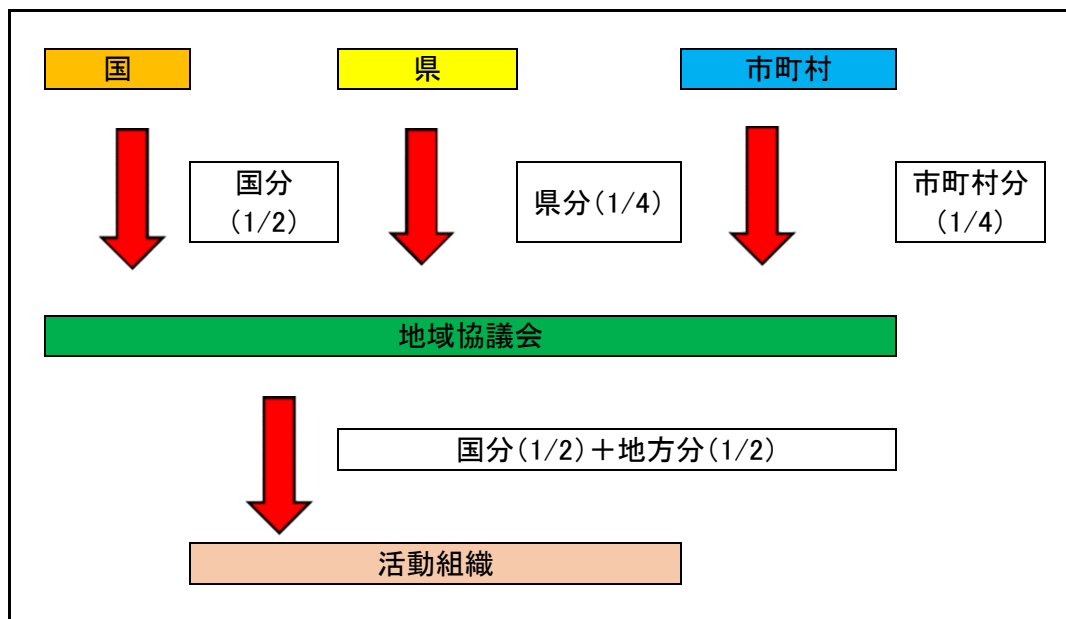 国
県
市町村
国分
(1/2)
県分(1/4)
市町村分
(1/4)
地域協議会
国分(1/2)+地方分(1/2)
活動組織